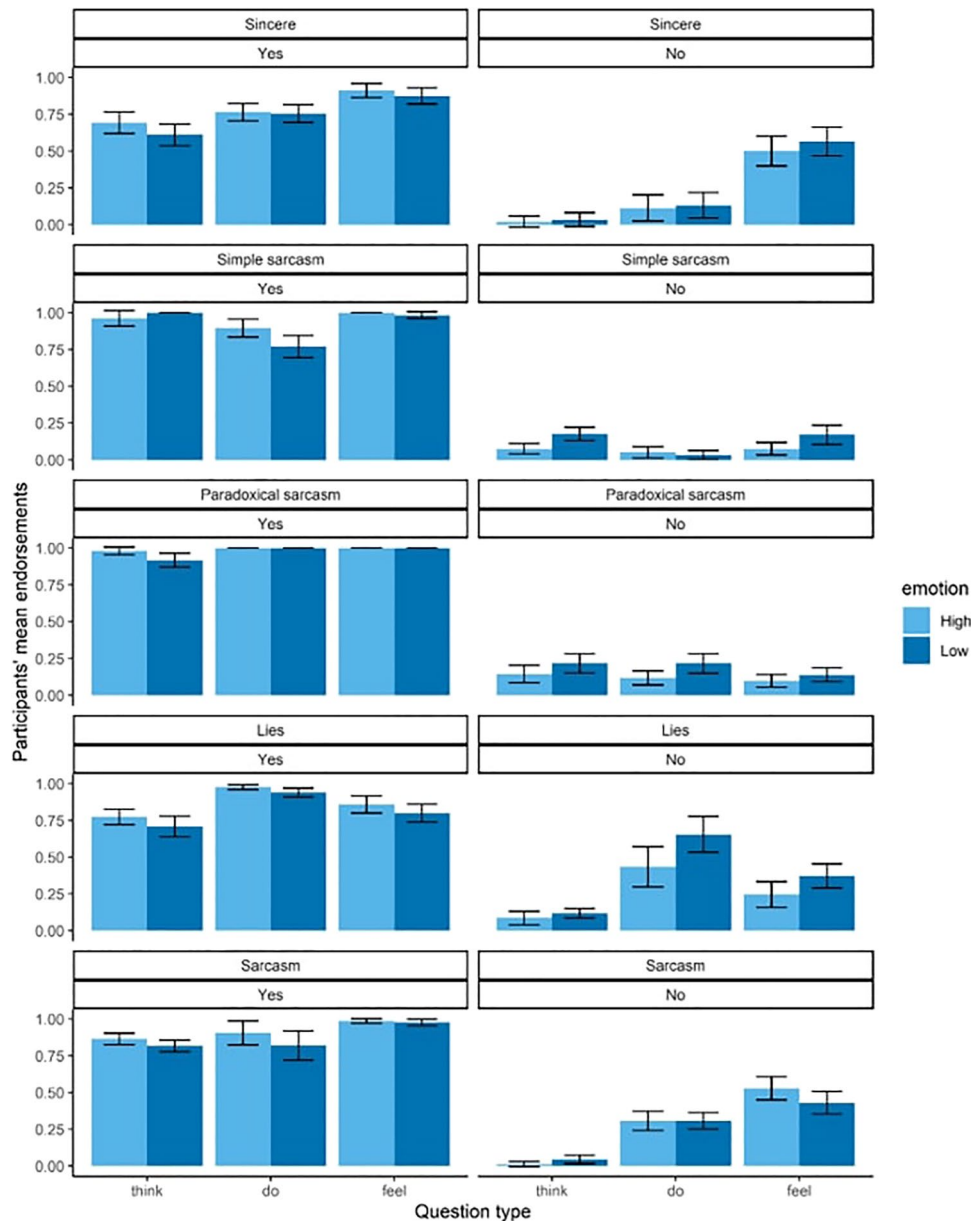 Sincere
Sincere
Yes
No
1.00
0.75
0.50
0.25
0.00
Simple sarcasm
Simple sarcasm
Yes
No
1.00
0.75
0.50
0.25
0.00
Paradoxical sarcasm
Paradoxical sarcasm
Yes
No
1.00
0.75
0.50
0.25
0.00
Lies
Lies
Yes
No
1.00
0.75
0.50
0.25
0.00
Sarcasm
Sarcasm
Yes
No
1.00
0.75
0.50
0.25
0.00
think do feel
think do feel
Question type
Participants' mean endorsements
emotion
High
Low